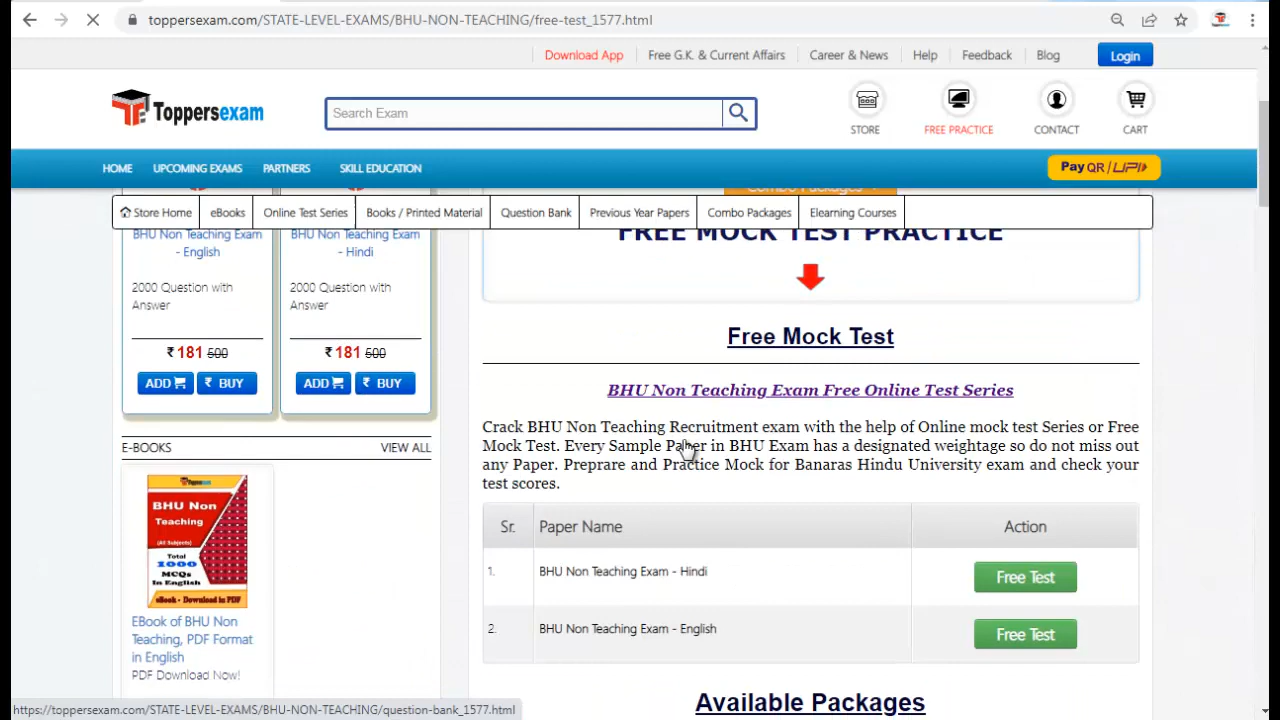 toppersexam.com/STATE-LEVEL-EXAMS/BHU-NON-TEACHING/free-test_1577.html
Download App Free G.K. & Current Affairs Career & News Help Feedback Blog Login
Toppersexam
Search Exam
STORE FREE PRACTICE CONTACT CART
HOME UPCOMING EXAMS PARTNERS SKILL EDUCATION Pay QR / UPI
Combo Packages
Store Home eBooks Online Test Series Books / Printed Material Question Bank Previous Year Papers Combo Packages Elearning Courses
BHU Non Teaching Exam
- English
2000 Question with
Answer
₹ 181 500
ADD ₹ BUY
BHU Non Teaching Exam
- Hindi
2000 Question with
Answer
₹ 181 500
ADD ₹ BUY
E-BOOKS VIEW ALL
Toppersexam
BHU Non
Teaching
(All Subjects)
Total
1000
MCQs
In English
eBook - Download in PDF
EBook of BHU Non
Teaching, PDF Format
in English
PDF Download Now!
FREE MOCK TEST PRACTICE
Free Mock Test
BHU Non Teaching Exam Free Online Test Series
Crack BHU Non Teaching Recruitment exam with the help of Online mock test Series or Free
Mock Test. Every Sample Paper in BHU Exam has a designated weightage so do not miss out
any Paper. Preprare and Practice Mock for Banaras Hindu University exam and check your
test scores.
Sr. Paper Name Action
1. BHU Non Teaching Exam - Hindi Free Test
2. BHU Non Teaching Exam - English Free Test
Available Packages
https://toppersexam.com/STATE-LEVEL-EXAMS/BHU-NON-TEACHING/question-bank_1577.html